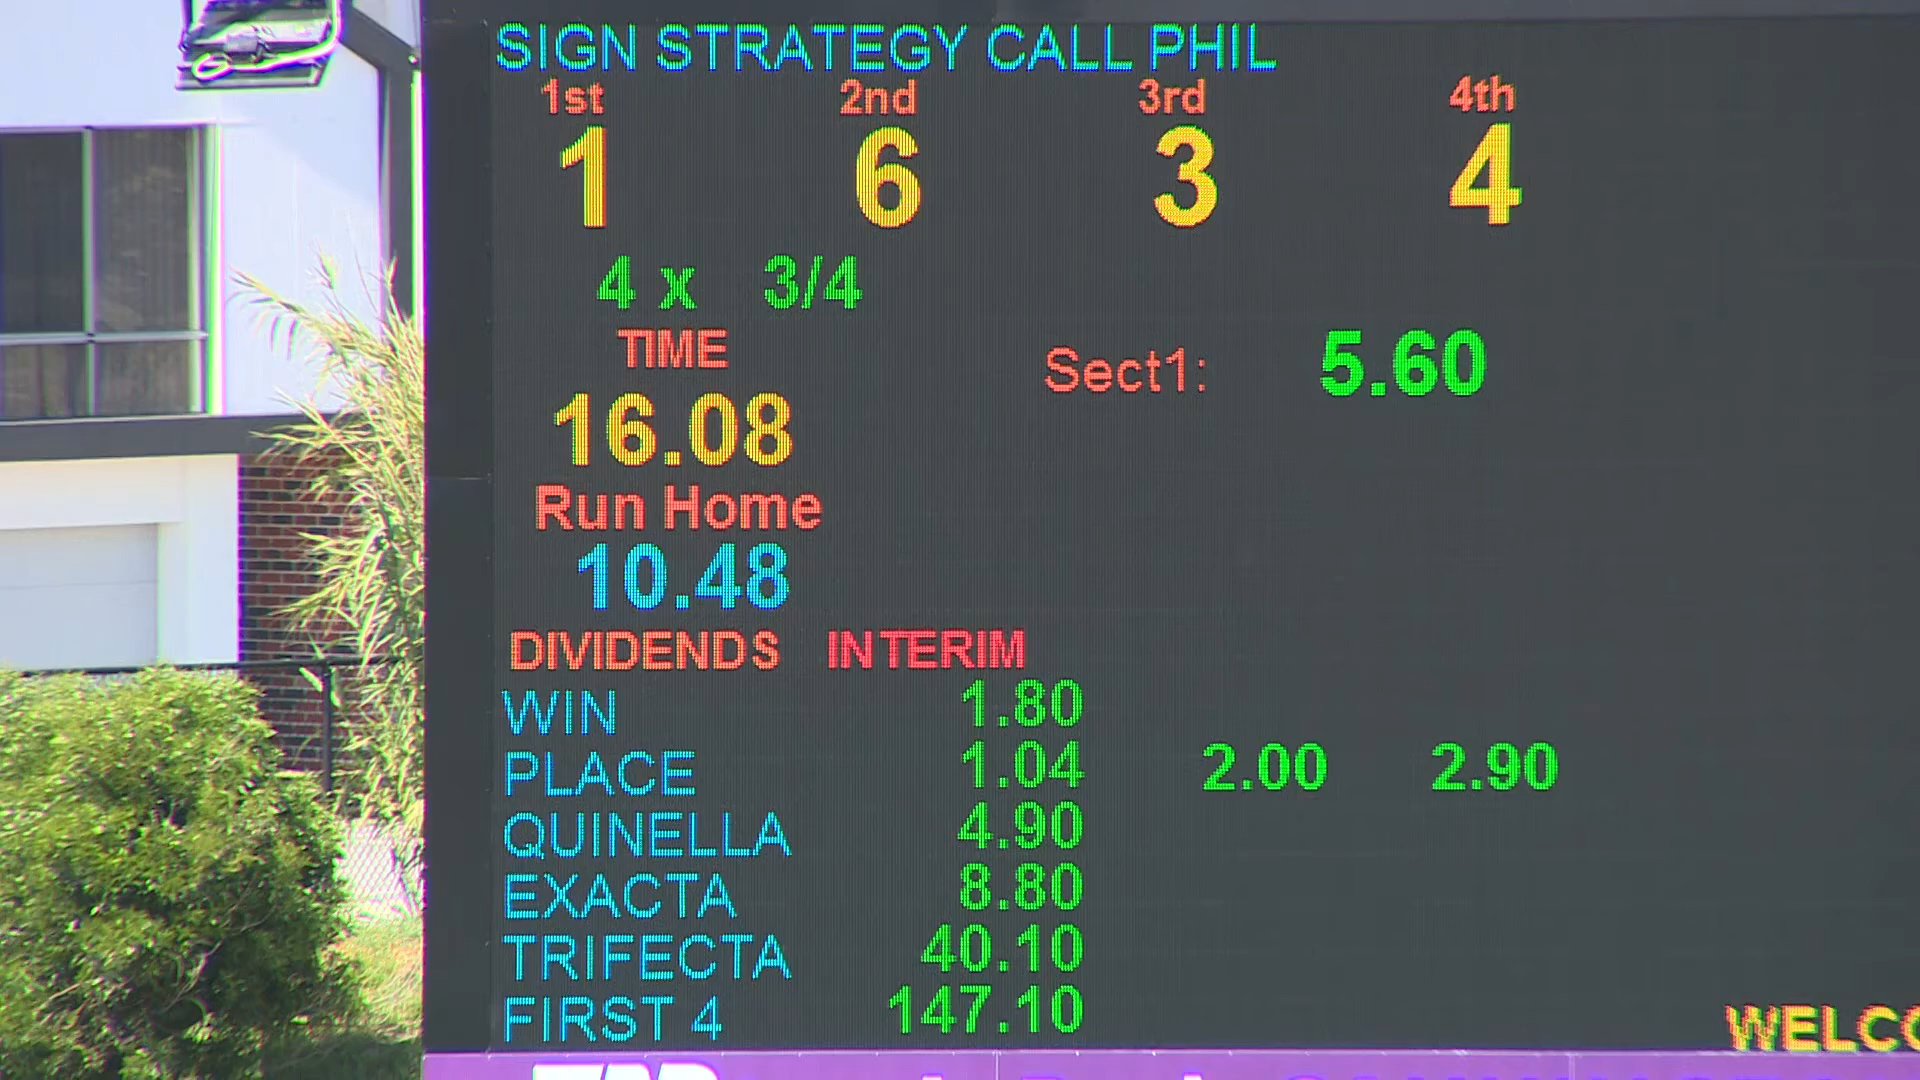 SIGN STRATEGY CALL PHIL
1st 2nd 3rd 4th
1 6 3 4
4 x 3/4
TIME
Sect1: 5.60
16.08
Run Home
10.48
DIVIDENDS INTERIM
WIN 1.80
PLACE 1.04 2.00 2.90
QUINELLA 4.90
EXACTA 8.80
TRIFECTA 40.10
FIRST 4 147.10
WELCO